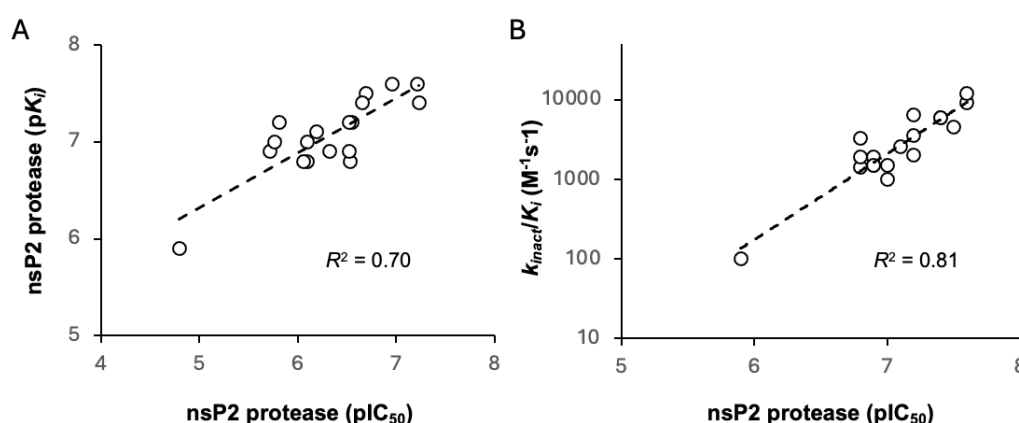 A
nsP2 protease (pKi)
8
7
6
5
4
5
6
7
8
R² = 0.70
nsP2 protease (pIC₅₀)
B
kinact/Ki (M⁻¹s⁻¹)
10000
1000
100
10
5
6
7
8
R² = 0.81
nsP2 protease (pIC₅₀)